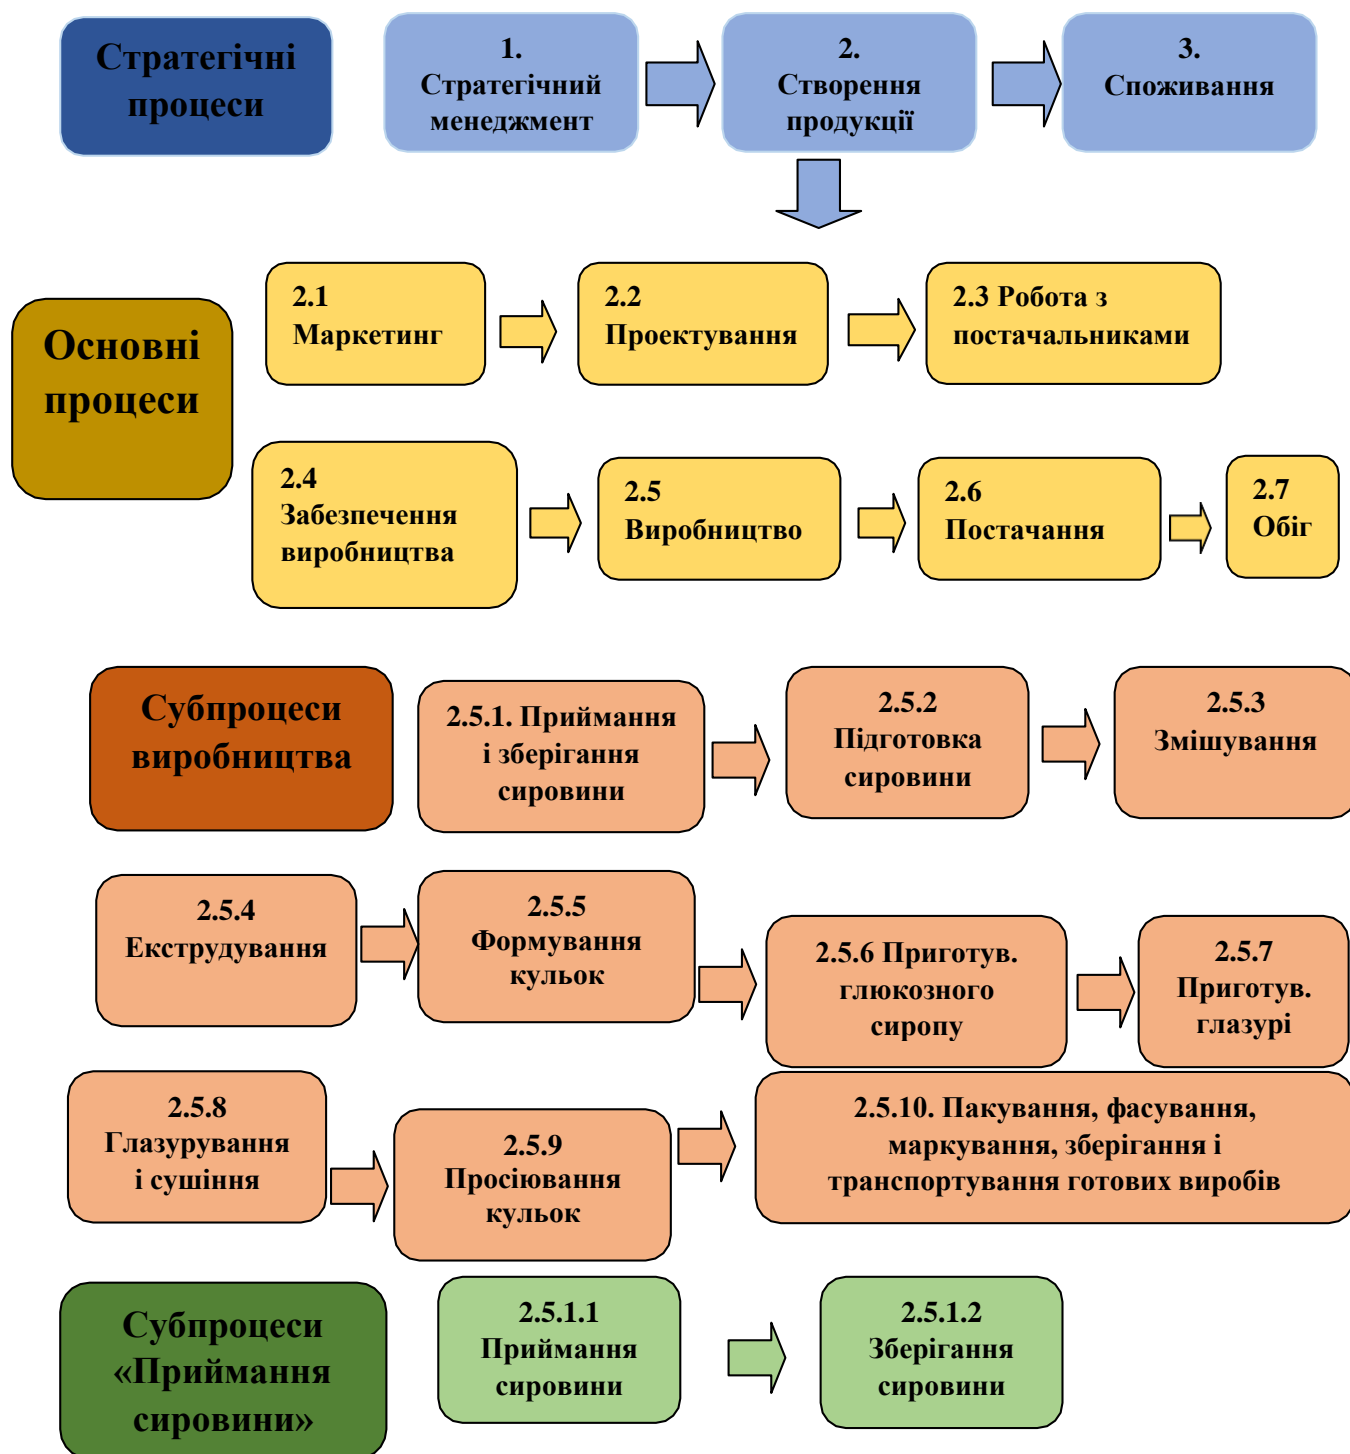 Стратегічні
процеси
1.
Стратегічний
менеджмент
2.
Створення
продукції
3.
Споживання
Основні
процеси
2.1
Маркетинг
2.2
Проектування
2.3 Робота з
постачальниками
2.4
Забезпечення
виробництва
2.5
Виробництво
2.6
Постачання
2.7
Обіг
Субпроцеси
виробництва
2.5.1. Приймання
і зберігання
сировини
2.5.2
Підготовка
сировини
2.5.3
Змішування
2.5.4
Екструдування
2.5.5
Формування
кульок
2.5.6 Приготув.
глюкозного
сиропу
2.5.7
Приготув.
глазурі
2.5.8
Глазурування
і сушіння
2.5.9
Просіювання
кульок
2.5.10. Пакування, фасування,
маркування, зберігання і
транспортування готових виробів
Субпроцеси
«Приймання
сировини»
2.5.1.1
Приймання
сировини
2.5.1.2
Зберігання
сировини